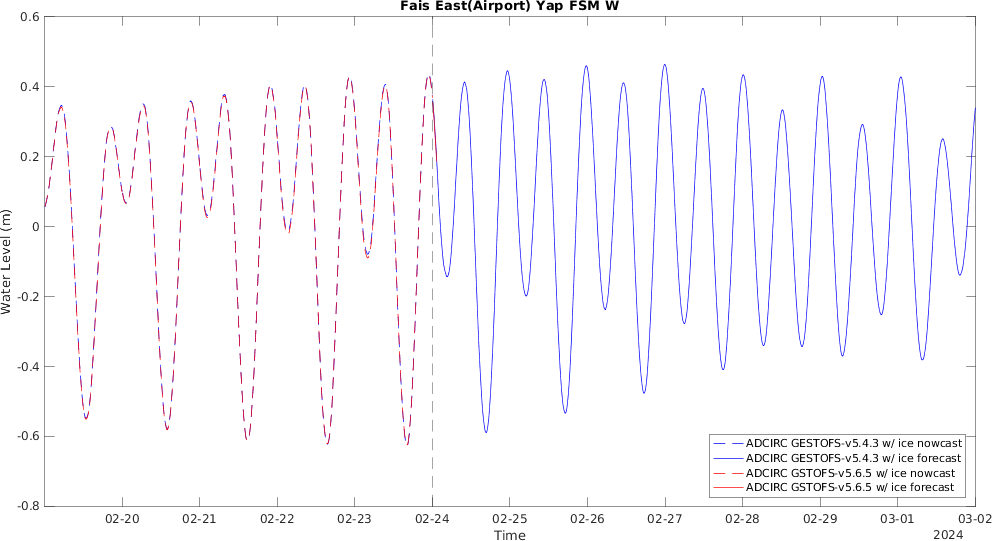 Fais East(Airport) Yap FSM W
0.6
0.4
0.2
0
-0.2
-0.4
-0.6
-0.8
Water Level (m)
ADCIRC GESTOFS-v5.4.3 w/ ice nowcast
ADCIRC GESTOFS-v5.4.3 w/ ice forecast
ADCIRC GSTOFS-v5.6.5 w/ ice nowcast
ADCIRC GSTOFS-v5.6.5 w/ ice forecast
02-20 02-21 02-22 02-23 02-24 02-25 02-26 02-27 02-28 02-29 03-01 03-02
Time
2024